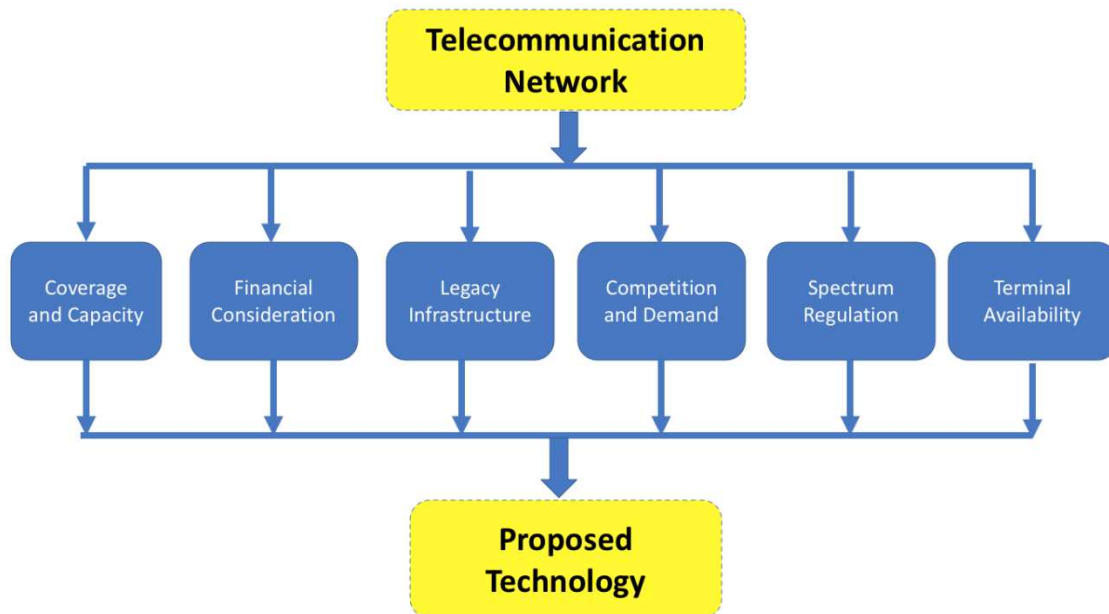 Telecommunication
Network
Coverage
and Capacity
Financial
Consideration
Legacy
Infrastructure
Competition
and Demand
Spectrum
Regulation
Terminal
Availability
Proposed
Technology